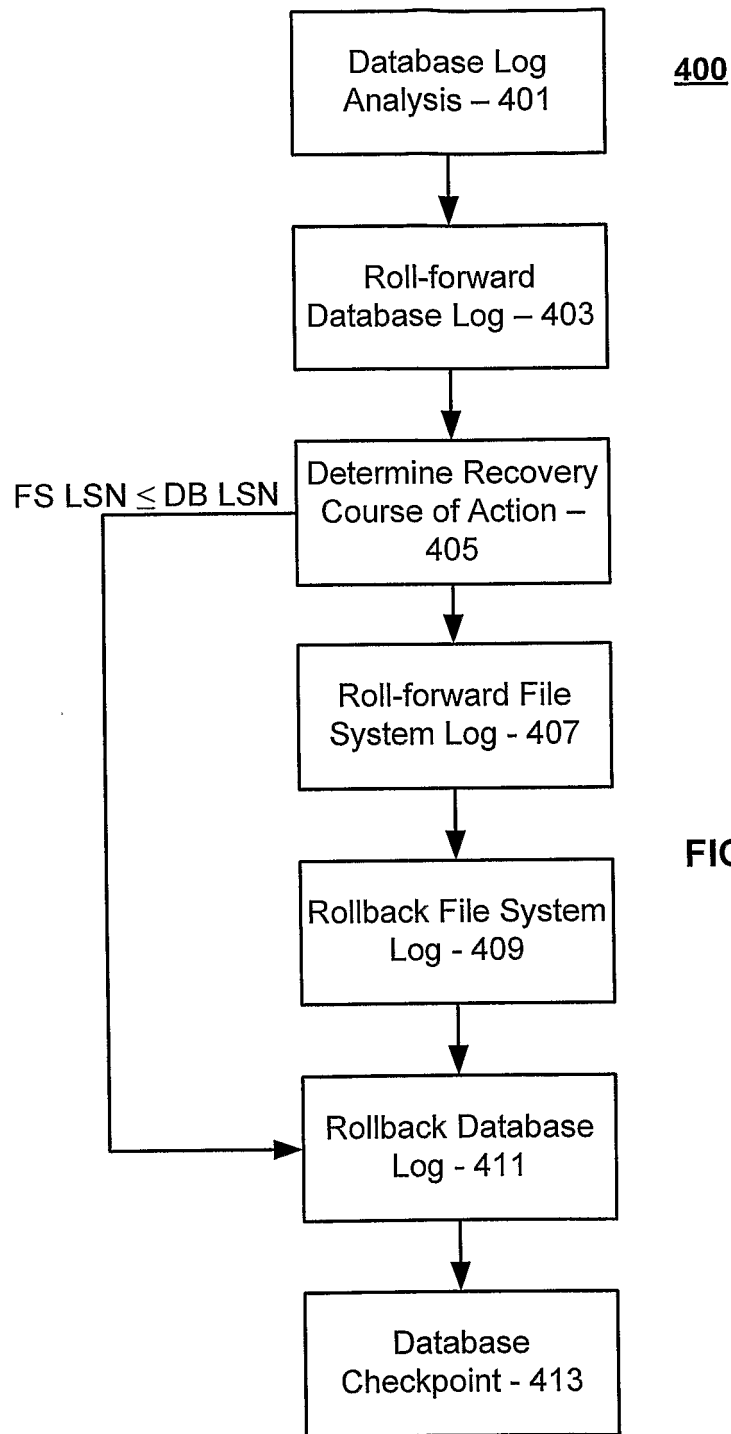 Database Log
Analysis – 401
400
Roll-forward
Database Log – 403
FS LSN ≤ DB LSN
Determine Recovery
Course of Action –
405
Roll-forward File
System Log - 407
FIG
Rollback File System
Log - 409
Rollback Database
Log - 411
Database
Checkpoint - 413